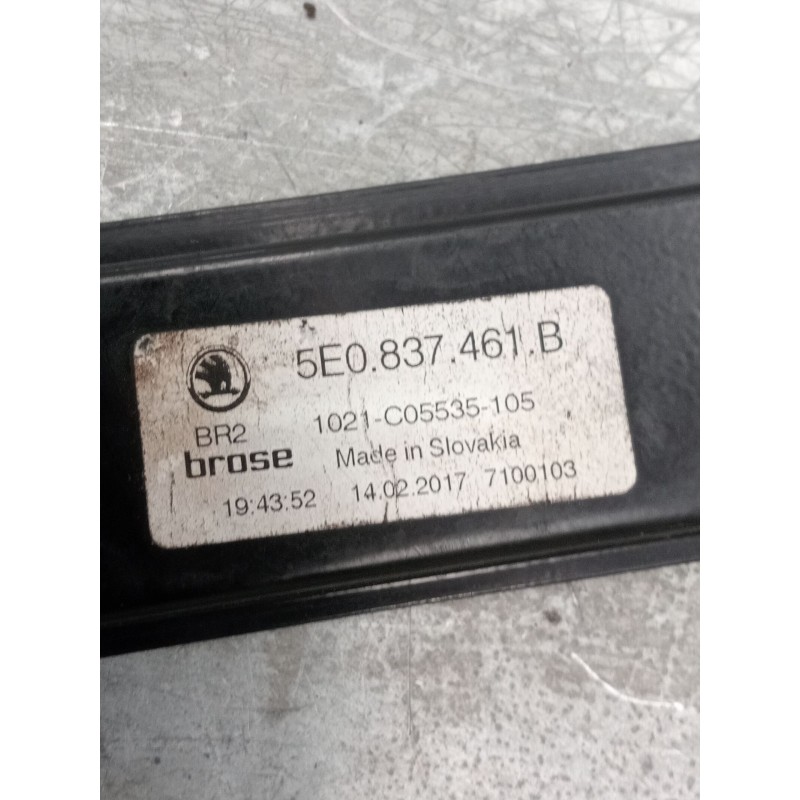 5E0.837.461.B
BR2 1021-C05535-105
brose Made in Slovakia
19:43:52 14.02.2017 7100103